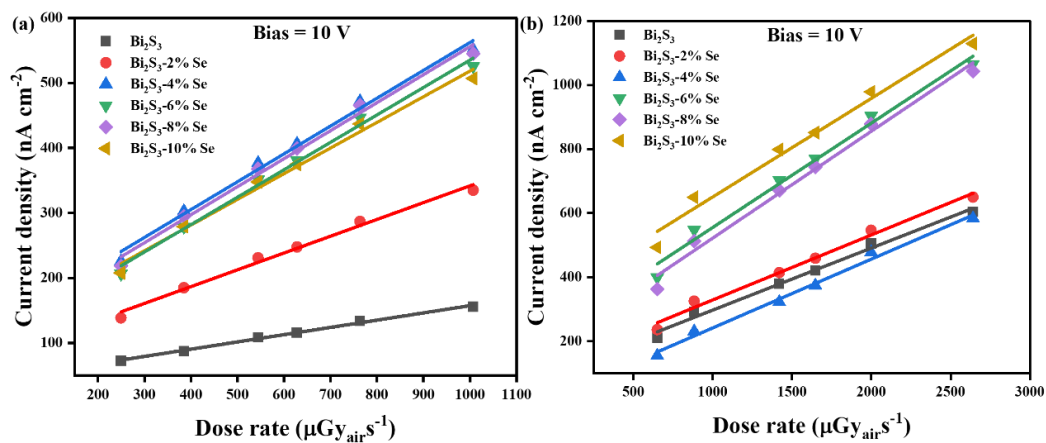 (a)
Bias = 10 V
Bi₂S₃
Bi₂S₃-2% Se
Bi₂S₃-4% Se
Bi₂S₃-6% Se
Bi₂S₃-8% Se
Bi₂S₃-10% Se
600
500
400
300
200
100
Current density (nA cm⁻²)
200 300 400 500 600 700 800 900 1000 1100
Dose rate (μGyₐᵢᵣs⁻¹)
(b)
Bias = 10 V
Bi₂S₃
Bi₂S₃-2% Se
Bi₂S₃-4% Se
Bi₂S₃-6% Se
Bi₂S₃-8% Se
Bi₂S₃-10% Se
1200
1000
800
600
400
200
Current density (nA cm⁻²)
500 1000 1500 2000 2500 3000
Dose rate (μGyₐᵢᵣs⁻¹)